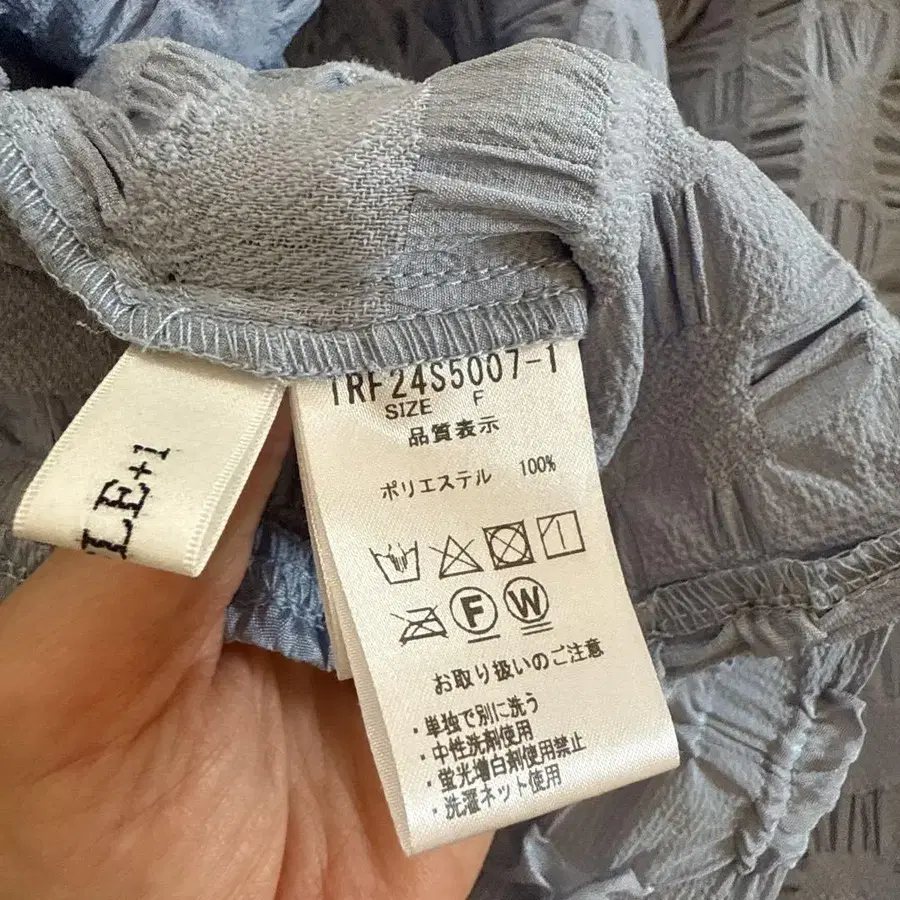 LE+1
TRF24S5007-1
SIZE F
品質表示
ポリエステル 100%
F W
お取り扱いのご注意
・単独で別に洗う
・中性洗剤使用
・蛍光増白剤使用禁止
・洗濯ネット使用